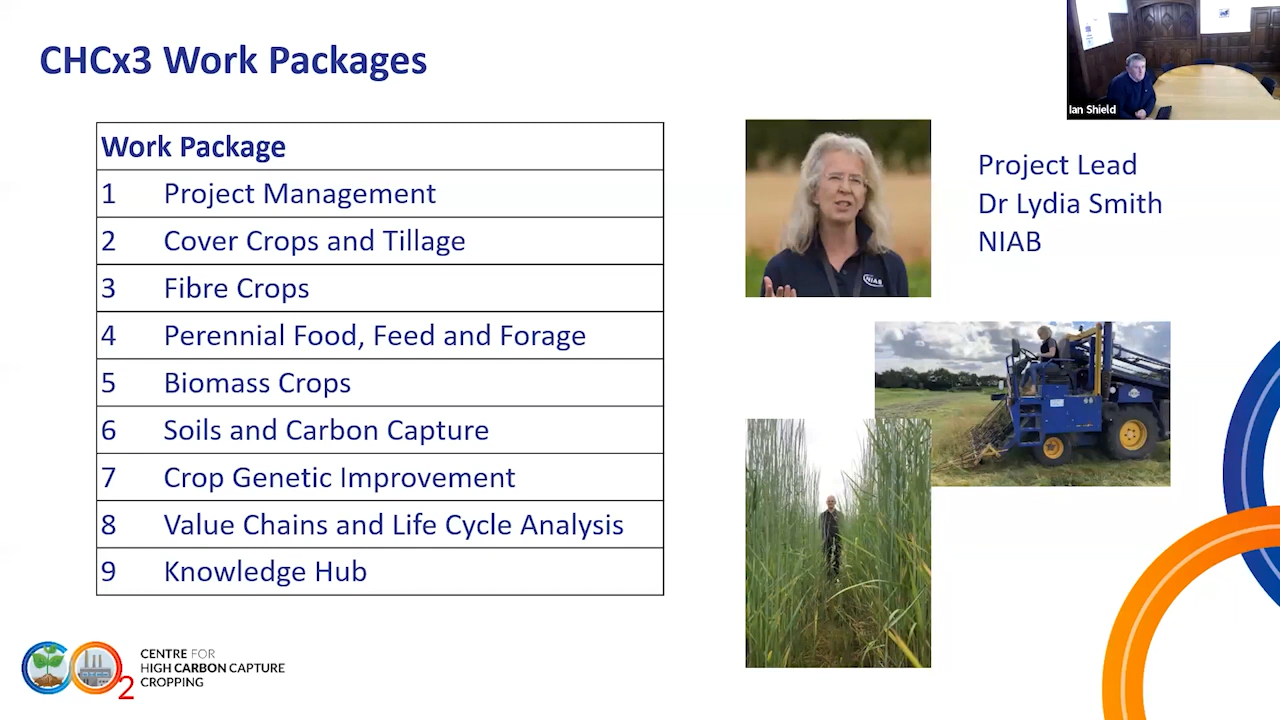 CHCx3 Work Packages
Ian Shield
Work Package
1 Project Management
2 Cover Crops and Tillage
3 Fibre Crops
4 Perennial Food, Feed and Forage
5 Biomass Crops
6 Soils and Carbon Capture
7 Crop Genetic Improvement
8 Value Chains and Life Cycle Analysis
9 Knowledge Hub
Project Lead
Dr Lydia Smith
NIAB
NIAB
2
CENTRE FOR
HIGH CARBON CAPTURE
CROPPING